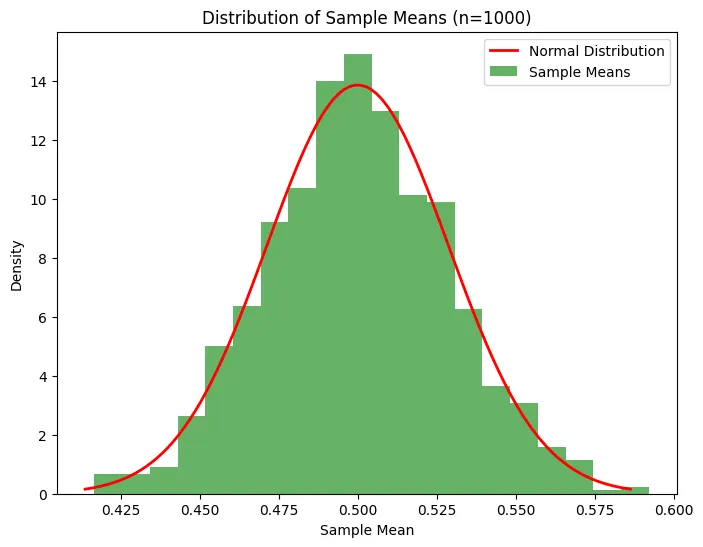 Distribution of Sample Means (n=1000)
Normal Distribution
Sample Means
Density
14
12
10
8
6
4
2
0
0.425 0.450 0.475 0.500 0.525 0.550 0.575 0.600
Sample Mean